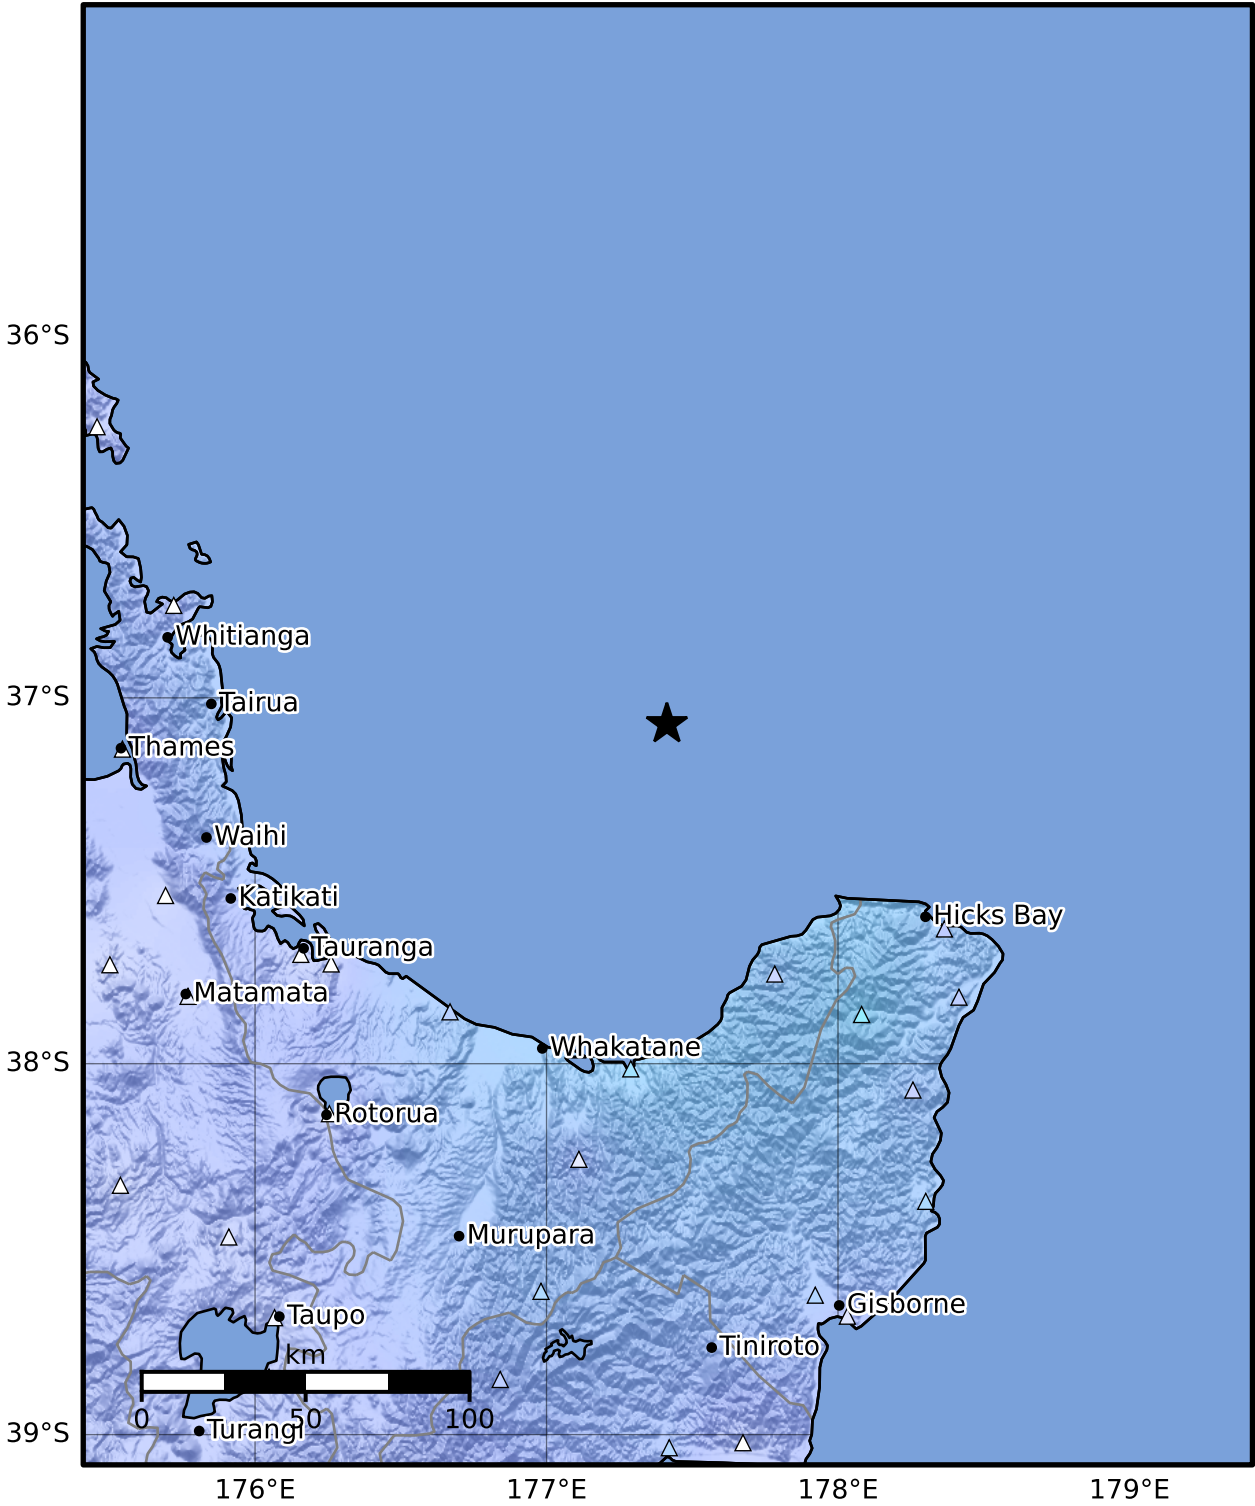 36°S
Whitianga
37°S
Tairua
Thames
Waihi
Katikati
Hicks Bay
Tauranga
Matamata
Whakatane
38°S
Rotorua
Murupara
Gisborne
Taupo
Tiniroto
km
0
50
100
Turangi
39°S
176°E
177°E
178°E
179°E